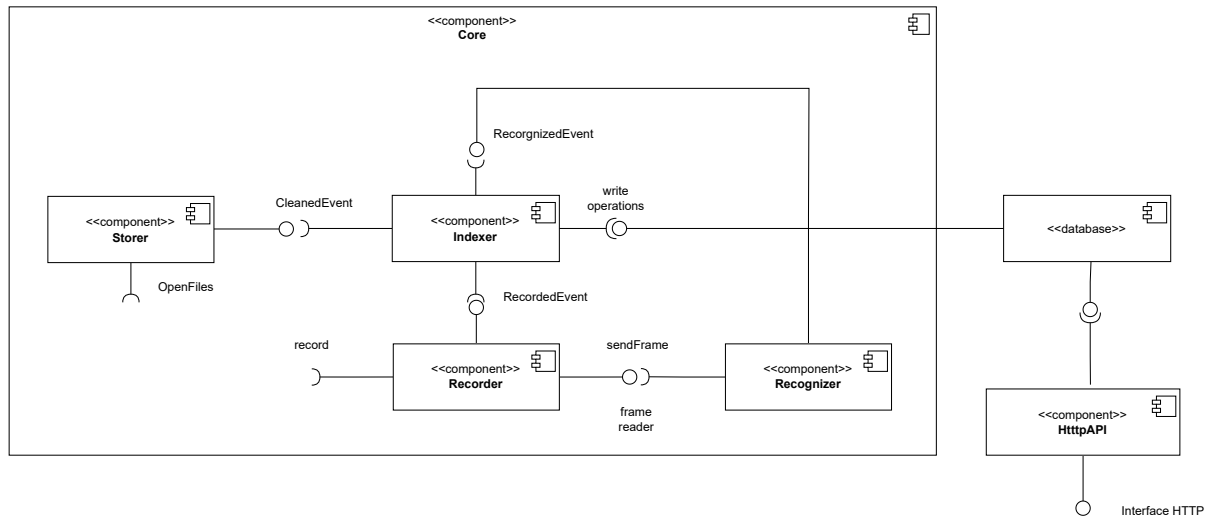 <<component>>
Core
RecorgnizedEvent
CleanedEvent
write
operations
<<component>>
Storer
<<component>>
Indexer
<<database>>
OpenFiles
RecordedEvent
record
sendFrame
<<component>>
Recorder
<<component>>
Recognizer
frame
reader
<<component>>
HtttpAPI
Interface HTTP